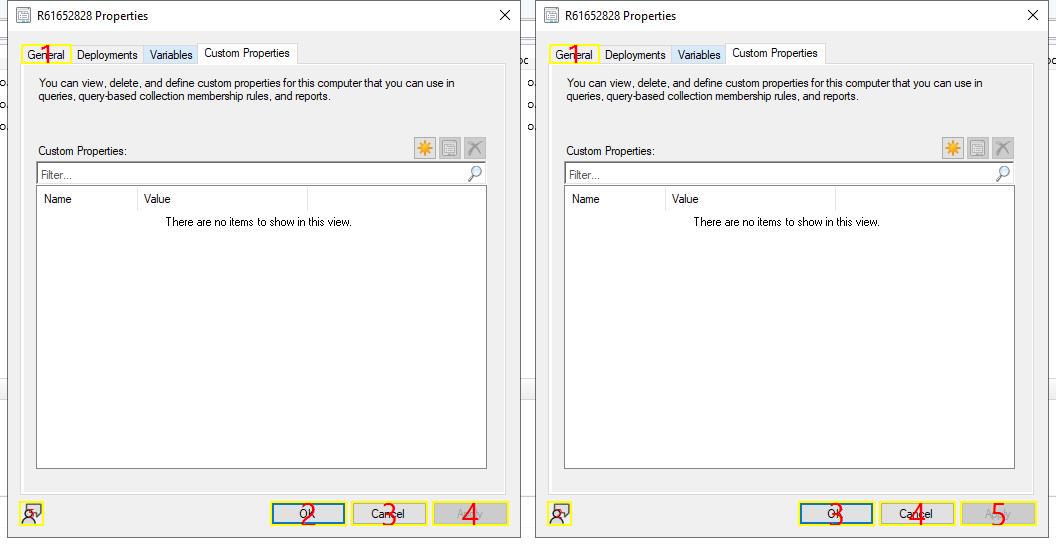 R61652828 Properties
General Deployments Variables Custom Properties
1
You can view, delete, and define custom properties for this computer that you can use in
queries, query-based collection membership rules, and reports.
Custom Properties:
Filter...
Name Value
There are no items to show in this view.
OK Cancel Apply
2 3 4
R61652828 Properties
General Deployments Variables Custom Properties
1
You can view, delete, and define custom properties for this computer that you can use in
queries, query-based collection membership rules, and reports.
Custom Properties:
Filter...
Name Value
There are no items to show in this view.
OK Cancel Apply
3 4 5